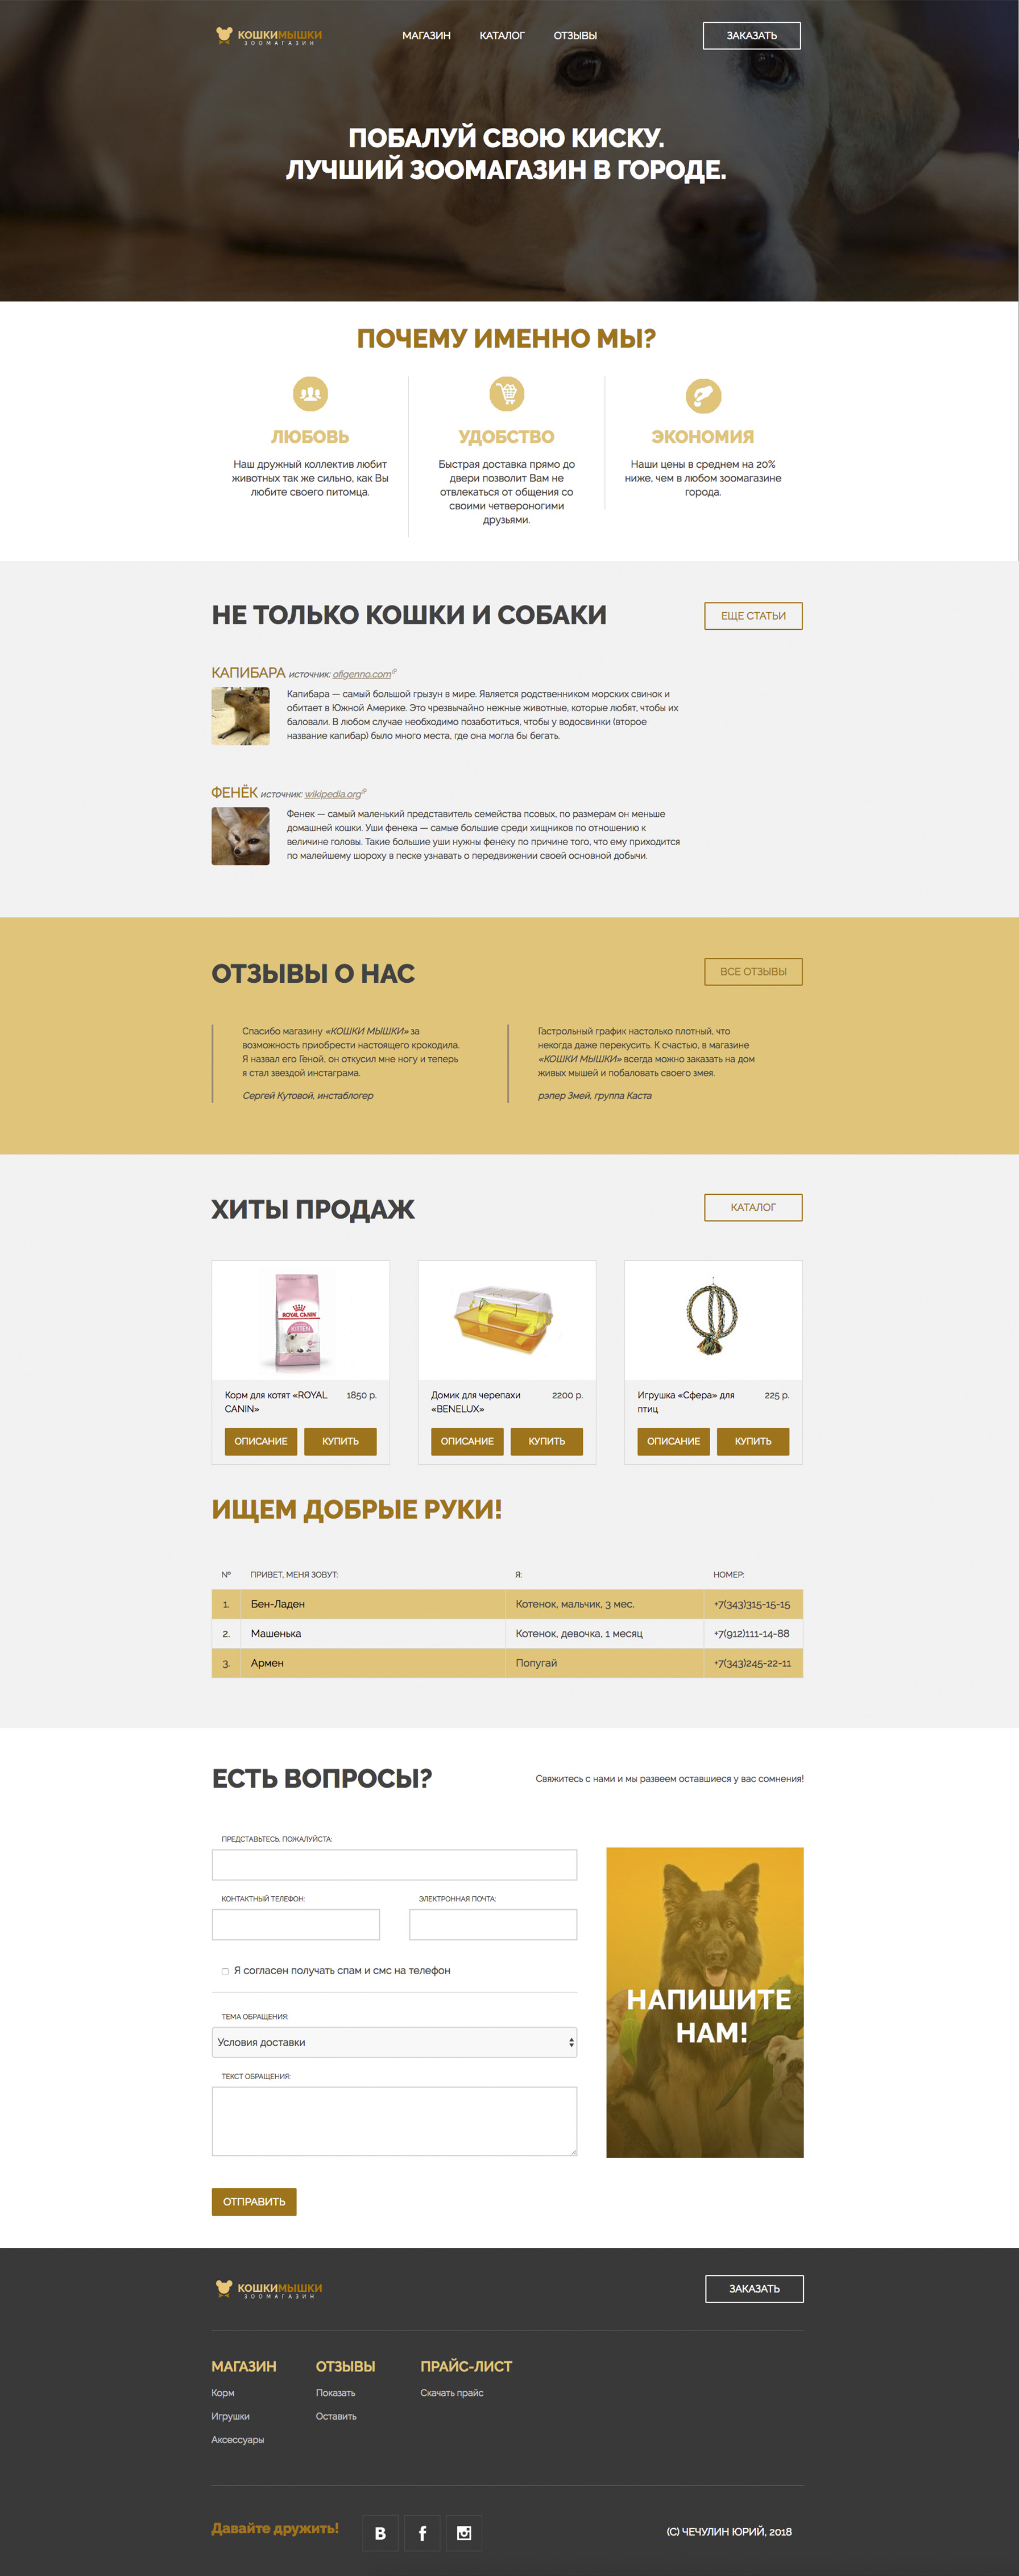 КОШКИМЫШКИ
ЗООМАГАЗИН
МАГАЗИН
КАТАЛОГ
ОТЗЫВЫ
ЗАКАЗАТЬ
ПОБАЛУЙ СВОЮ КИСКУ.
ЛУЧШИЙ ЗООМАГАЗИН В ГОРОДЕ.
ПОЧЕМУ ИМЕННО МЫ?
ЛЮБОВЬ
Наш дружный коллектив любит
животных так же сильно, как Вы
любите своего питомца.
УДОБСТВО
Быстрая доставка прямо до
двери позволит Вам не
отвлекаться от общения со
своими четвероногими
друзьями.
ЭКОНОМИЯ
Наши цены в среднем на 20%
ниже, чем в любом зоомагазине
города.
НЕ ТОЛЬКО КОШКИ И СОБАКИ
ЕЩЕ СТАТЬИ
КАПИБАРА источник: ofigenno.com
Капибара — самый большой грызун в мире. Является родственником морских свинок и
обитает в Южной Америке. Это чрезвычайно нежные животные, которые любят, чтобы их
баловали. В любом случае необходимо позаботиться, чтобы у водосвинки (второе
название капибар) было много места, где она могла бы бегать.
ФЕНЁК источник: wikipedia.org
Фенек — самый маленький представитель семейства псовых, по размерам он меньше
домашней кошки. Уши фенека — самые большие среди хищников по отношению к
величине головы. Такие большие уши нужны фенеку по причине того, что ему приходится
по малейшему шороху в песке узнавать о передвижении своей основной добычи.
ОТЗЫВЫ О НАС
ВСЕ ОТЗЫВЫ
Спасибо магазину «КОШКИ МЫШКИ» за
возможность приобрести настоящего крокодила.
Я назвал его Геной, он откусил мне ногу и теперь
я стал звездой инстаграма.
Сергей Кутовой, инстаблогер
Гастрольный график настолько плотный, что
некогда даже перекусить. К счастью, в магазине
«КОШКИ МЫШКИ» всегда можно заказать на дом
живых мышей и побаловать своего змея.
рэпер Змей, группа Каста
ХИТЫ ПРОДАЖ
КАТАЛОГ
ROYAL CANIN
KITTEN
Корм для котят «ROYAL
CANIN»
1850 р.
ОПИСАНИЕ
КУПИТЬ
Домик для черепахи
«BENELUX»
2200 р.
ОПИСАНИЕ
КУПИТЬ
Игрушка «Сфера» для
птиц
225 р.
ОПИСАНИЕ
КУПИТЬ
ИЩЕМ ДОБРЫЕ РУКИ!
№ ПРИВЕТ, МЕНЯ ЗОВУТ: Я: НОМЕР:
1. Бен-Ладен Котенок, мальчик, 3 мес. +7(343)315-15-15
2. Машенька Котенок, девочка, 1 месяц +7(912)111-14-88
3. Армен Попугай +7(343)245-22-11
ЕСТЬ ВОПРОСЫ?
Свяжитесь с нами и мы развеем оставшиеся у вас сомнения!
ПРЕДСТАВЬТЕСЬ, ПОЖАЛУЙСТА:
КОНТАКТНЫЙ ТЕЛЕФОН:
ЭЛЕКТРОННАЯ ПОЧТА:
Я согласен получать спам и смс на телефон
ТЕМА ОБРАЩЕНИЯ:
Условия доставки
ТЕКСТ ОБРАЩЕНИЯ:
ОТПРАВИТЬ
НАПИШИТЕ
НАМ!
КОШКИМЫШКИ
ЗООМАГАЗИН
ЗАКАЗАТЬ
МАГАЗИН
Корм
Игрушки
Аксессуары
ОТЗЫВЫ
Показать
Оставить
ПРАЙС-ЛИСТ
Скачать прайс
Давайте дружить!
(С) ЧЕЧУЛИН ЮРИЙ, 2018